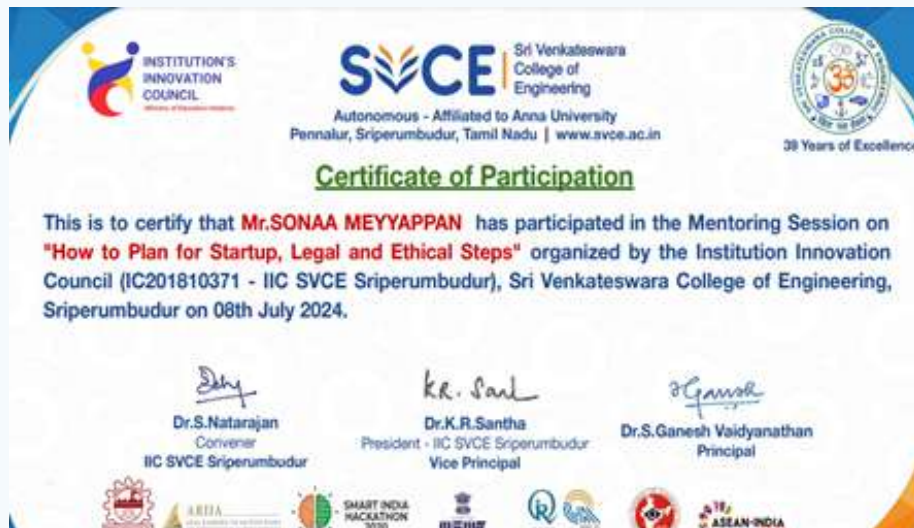 INSTITUTION'S
INNOVATION
COUNCIL
SVCE
Sri Venkateswara
College of
Engineering
Autonomous - Affiliated to Anna University
Pennalur, Sriperumbudur, Tamil Nadu | www.svce.ac.in
39 Years of Excellence
Certificate of Participation
This is to certify that Mr.SONAA MEYYAPPAN has participated in the Mentoring Session on
"How to Plan for Startup, Legal and Ethical Steps" organized by the Institution Innovation
Council (IC201810371 - IIC SVCE Sriperumbudur), Sri Venkateswara College of Engineering,
Sriperumbudur on 08th July 2024.
Dr.S.Natarajan
Convener
IIC SVCE Sriperumbudur
Dr.K.R.Santha
President - IIC SVCE Sriperumbudur
Vice Principal
Dr.S.Ganesh Vaidyanathan
Principal
ARIIA
SMART INDIA
HACKATHON
2020
ASEAN-INDIA